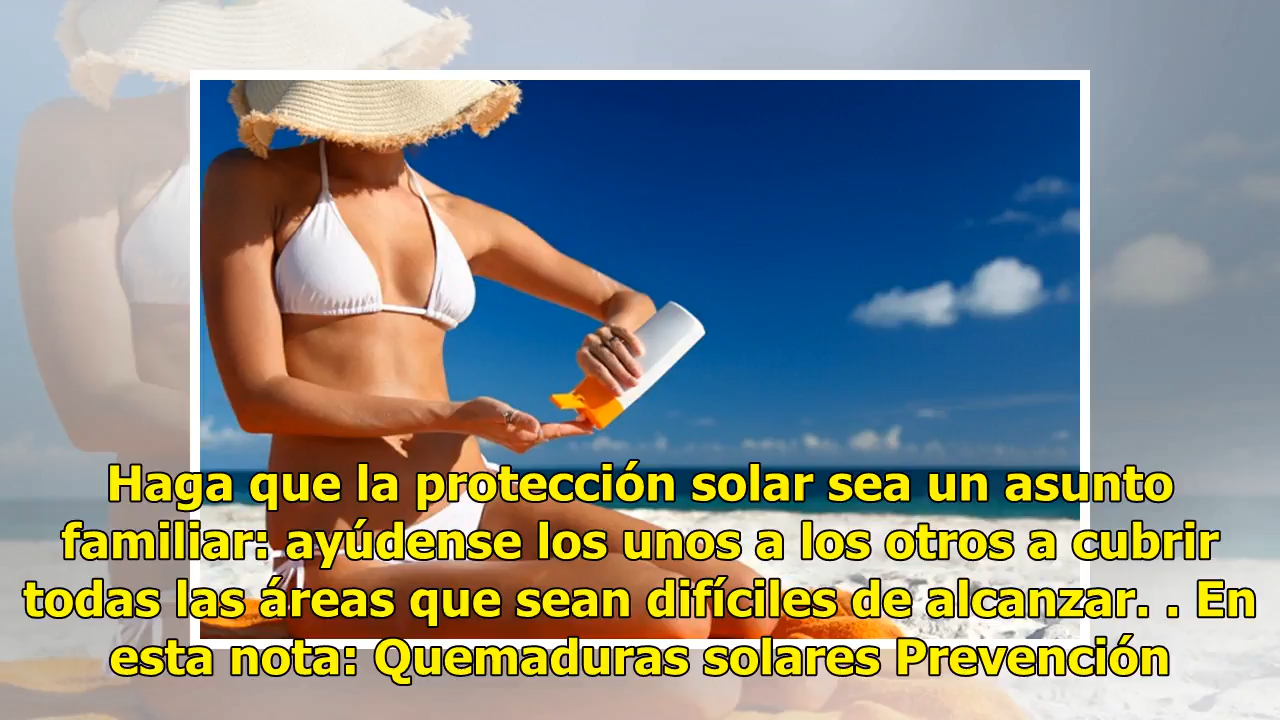 Haga que la protección solar sea un asunto
familiar: ayúdense los unos a los otros a cubrir
todas las áreas que sean difíciles de alcanzar. . En
esta nota: Quemaduras solares Prevención